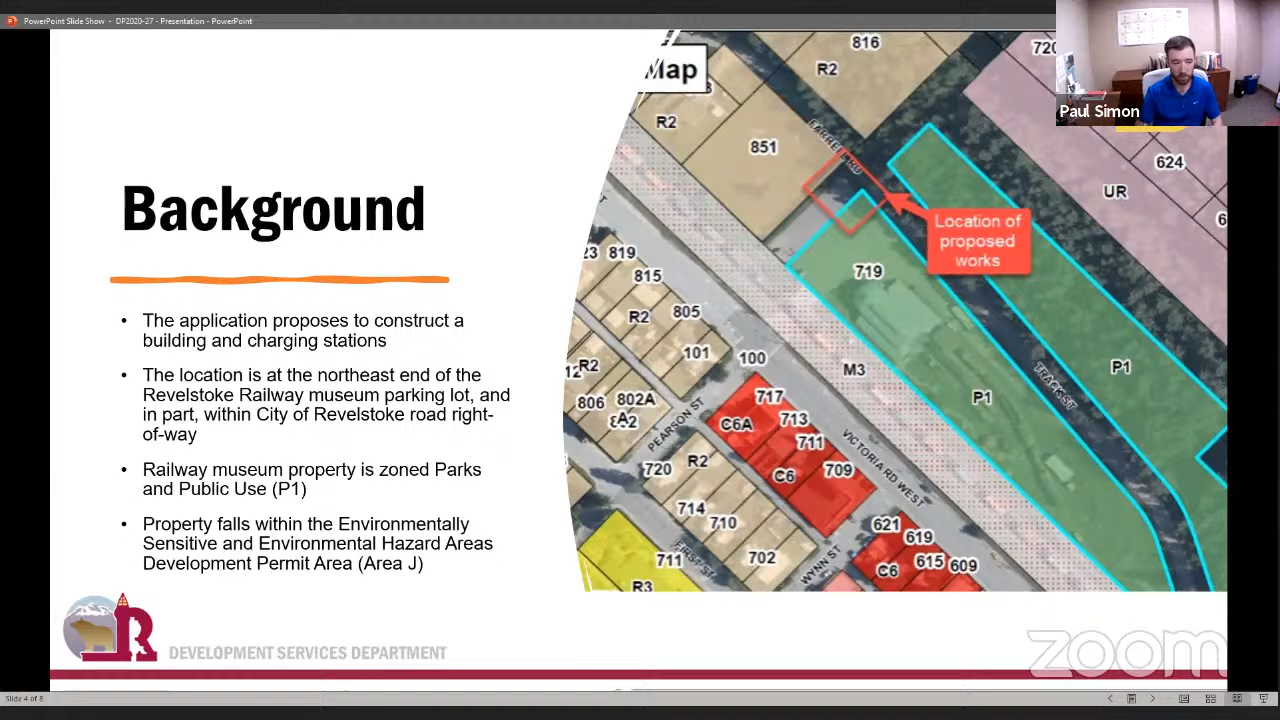 PowerPoint Slide Show - DP2020-27 - Presentation - PowerPoint
Paul Simon
Background
• The application proposes to construct a
building and charging stations
• The location is at the northeast end of the
Revelstoke Railway museum parking lot, and
in part, within City of Revelstoke road right-
of-way
• Railway museum property is zoned Parks
and Public Use (P1)
• Property falls within the Environmentally
Sensitive and Environmental Hazard Areas
Development Permit Area (Area J)
R
DEVELOPMENT SERVICES DEPARTMENT
Map
816
R2
720
R2
851
624
UR
Location of
proposed
works
719
819
815
R2
805
101
100
R2
806
802A
M3
P1
P1
TRACK ST
717
C6A
713
711
C6
709
PEARSON ST
VICTORIA RD WEST
720
R2
714
710
702
711
FIRST ST
R3
WYNN ST
621
619
C6
615
609
zoom
Slide 4 of 8